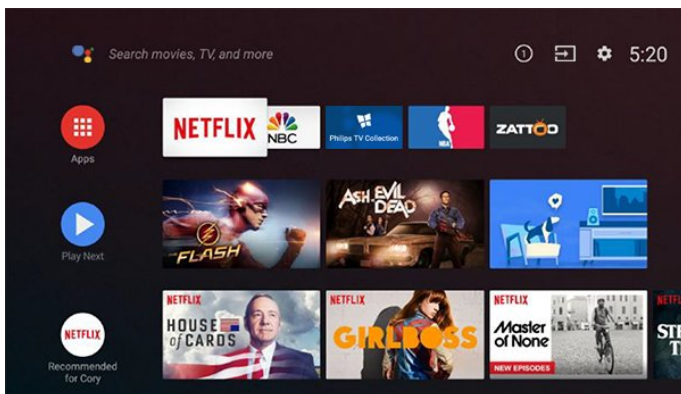 Search movies, TV, and more
1
5:20
Apps
NETFLIX
NBC
Philips TV Collection
NBA
ZATTOO
Play Next
THE
FLASH
ASH VS EVIL
DEAD
NETFLIX
Recommended
for Cory
NETFLIX
HOUSE
of CARDS
NETFLIX
GIRLBOSS
NETFLIX
Master
of None
NEW EPISODES